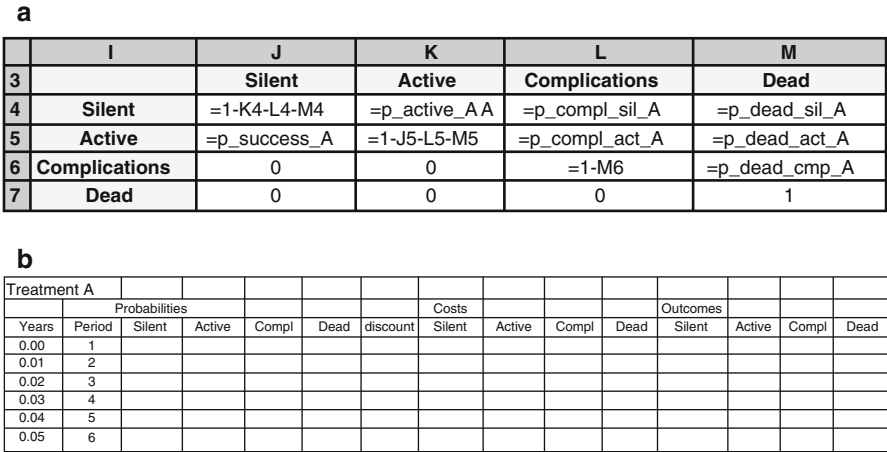 a
I J K L M
3 Silent Active Complications Dead
4 Silent =1-K4-L4-M4 =p_active_A A =p_compl_sil_A =p_dead_sil_A
5 Active =p_success_A =1-J5-L5-M5 =p_compl_act_A =p_dead_act_A
6 Complications 0 0 =1-M6 =p_dead_cmp_A
7 Dead 0 0 0 1
b
Treatment A
Probabilities Costs Outcomes
Years Period Silent Active Compl Dead discount Silent Active Compl Dead Silent Active Compl Dead
0.00 1
0.01 2
0.02 3
0.03 4
0.04 5
0.05 6